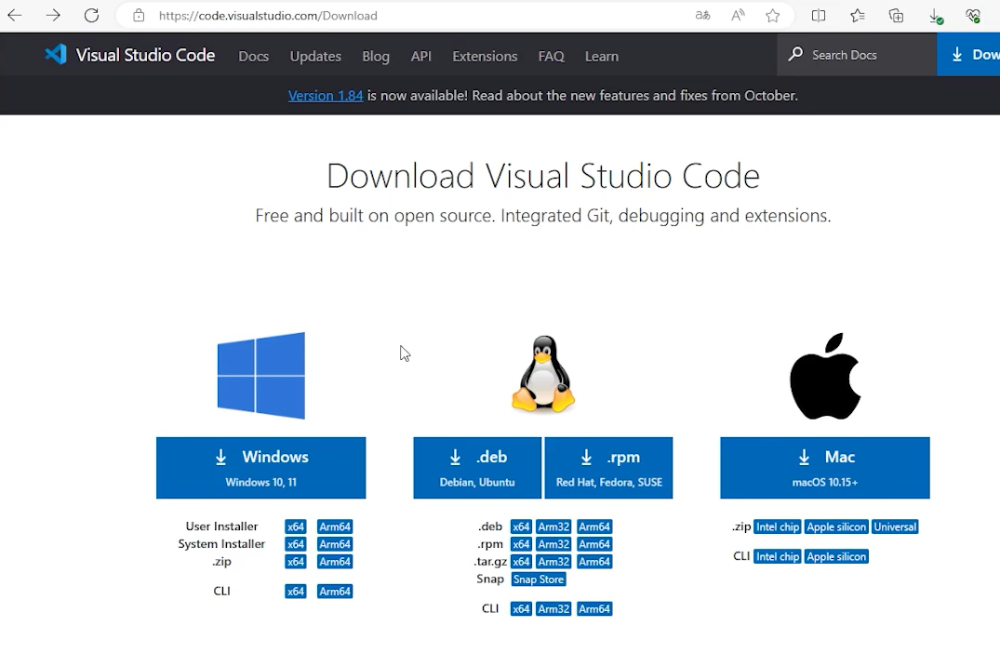 https://code.visualstudio.com/Download
Visual Studio Code Docs Updates Blog API Extensions FAQ Learn Search Docs Dow
Version 1.84 is now available! Read about the new features and fixes from October.
Download Visual Studio Code
Free and built on open source. Integrated Git, debugging and extensions.
Windows
Windows 10, 11
User Installer x64 Arm64
System Installer x64 Arm64
.zip x64 Arm64
CLI x64 Arm64
.deb
Debian, Ubuntu
.rpm
Red Hat, Fedora, SUSE
.deb x64 Arm32 Arm64
.rpm x64 Arm32 Arm64
.tar.gz x64 Arm32 Arm64
Snap Snap Store
CLI x64 Arm32 Arm64
Mac
macOS 10.15+
.zip Intel chip Apple silicon Universal
CLI Intel chip Apple silicon